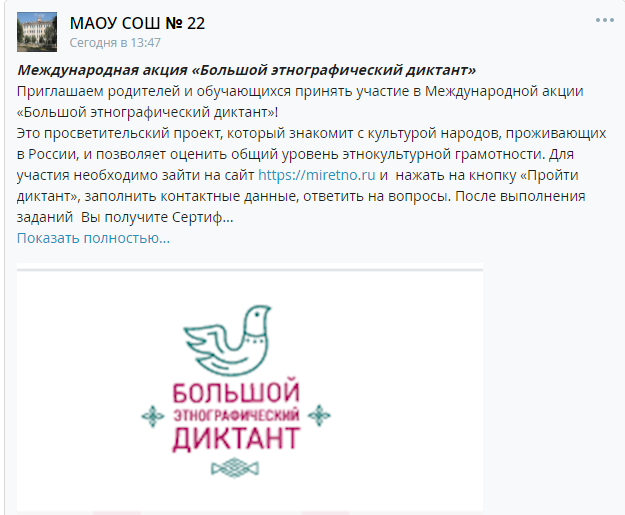 МАОУ СОШ № 22
Сегодня в 13:47
Международная акция «Большой этнографический диктант»
Приглашаем родителей и обучающихся принять участие в Международной акции
«Большой этнографический диктант»!
Это просветительский проект, который знакомит с культурой народов, проживающих
в России, и позволяет оценить общий уровень этнокультурной грамотности. Для
участия необходимо зайти на сайт https://miretno.ru и  нажать на кнопку «Пройти
диктант», заполнить контактные данные, ответить на вопросы. После выполнения
заданий  Вы получите Сертиф...
Показать полностью...
БОЛЬШОЙ
ЭТНОГРАФИЧЕСКИЙ
ДИКТАНТ